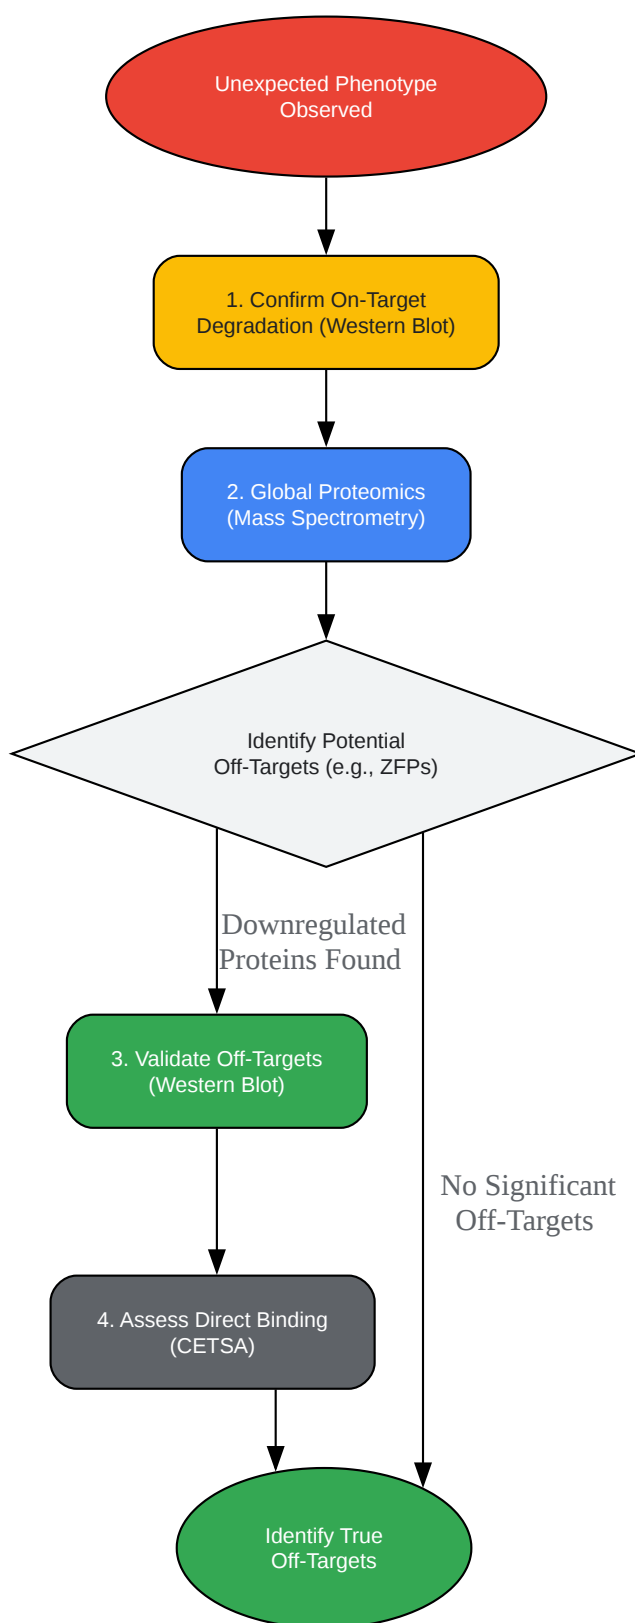 Unexpected Phenotype
Observed
1. Confirm On-Target
Degradation (Western Blot)
2. Global Proteomics
(Mass Spectrometry)
Identify Potential
Off-Targets (e.g., ZFPs)
Downregulated
Proteins Found
3. Validate Off-Targets
(Western Blot)
No Significant
Off-Targets
4. Assess Direct Binding
(CETSA)
Identify True
Off-Targets